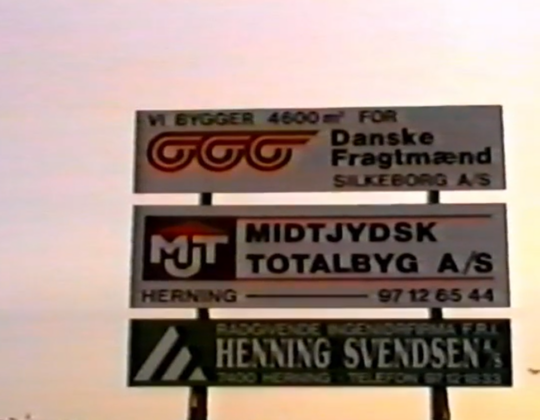 VI BYGGER 4600 m² FOR
Danske
Fragtmænd
SILKEBORG A/S
MJT
MIDTJYDSK
TOTALBYG A/S
HERNING 97 12 65 44
RÅDGIVENDE INGENIØRFIRMA F.R.I.
HENNING SVENDSEN A/S
7400 HERNING TELEFON